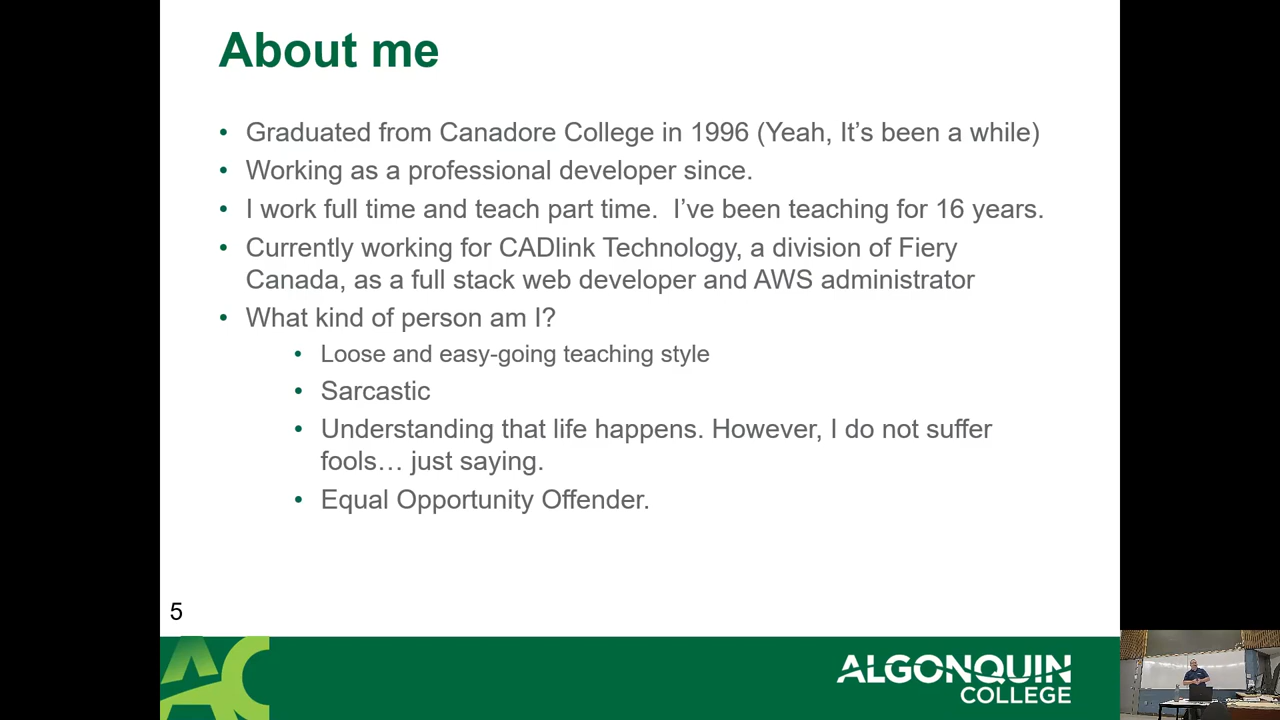 About me
• Graduated from Canadore College in 1996 (Yeah, It’s been a while)
• Working as a professional developer since.
• I work full time and teach part time.  I’ve been teaching for 16 years.
• Currently working for CADlink Technology, a division of Fiery
Canada, as a full stack web developer and AWS administrator
• What kind of person am I?
• Loose and easy-going teaching style
• Sarcastic
• Understanding that life happens. However, I do not suffer
fools… just saying.
• Equal Opportunity Offender.
5
AC
ALGONQUIN
COLLEGE